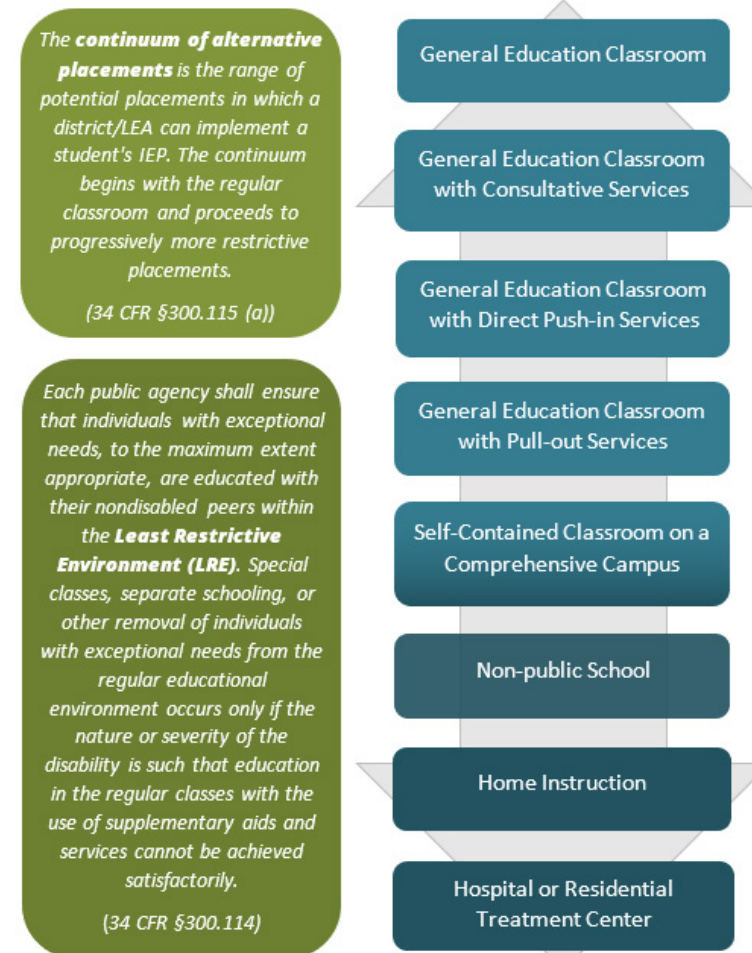 The continuum of alternative
placements is the range of
potential placements in which a
district/LEA can implement a
student's IEP. The continuum
begins with the regular
classroom and proceeds to
progressively more restrictive
placements.
(34 CFR §300.115 (a))
Each public agency shall ensure
that individuals with exceptional
needs, to the maximum extent
appropriate, are educated with
their nondisabled peers within
the Least Restrictive
Environment (LRE). Special
classes, separate schooling, or
other removal of individuals
with exceptional needs from the
regular educational
environment occurs only if the
nature or severity of the
disability is such that education
in the regular classes with the
use of supplementary aids and
services cannot be achieved
satisfactorily.
(34 CFR §300.114)
General Education Classroom
General Education Classroom
with Consultative Services
General Education Classroom
with Direct Push-in Services
General Education Classroom
with Pull-out Services
Self-Contained Classroom on a
Comprehensive Campus
Non-public School
Home Instruction
Hospital or Residential
Treatment Center